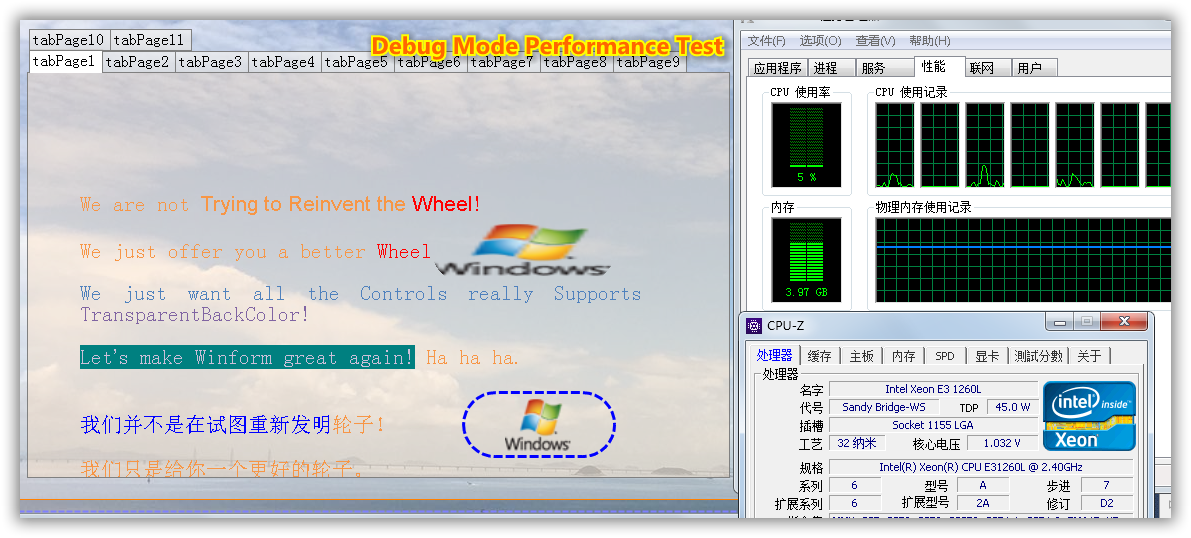 tabPage10 tabPage11
Debug Mode Performance Test
tabPage1 tabPage2 tabPage3 tabPage4 tabPage5 tabPage6 tabPage7 tabPage8 tabPage9
We are not Trying to Reinvent the Wheel!
We just offer you a better Wheel
Windows
We just want all the Controls really Supports
TransparentBackColor!
Let's make Winform great again! Ha ha ha.
我们并不是在试图重新发明轮子！
Windows
我们只是给你一个更好的轮子。
文件(F) 选项(O) 查看(V) 帮助(H)
应用程序 进程 服务 性能 联网 用户
CPU 使用率 CPU 使用记录
5 %
内存 物理内存使用记录
3.97 GB
CPU-Z
处理器 缓存 主板 内存 SPD 显卡 测试分数 关于
处理器
名字 Intel Xeon E3 1260L
代号 Sandy Bridge-WS TDP 45.0 W
插槽 Socket 1155 LGA
工艺 32 纳米 核心电压 1.032 V
intel inside™
Xeon
规格 Intel(R) Xeon(R) CPU E31260L @ 2.40GHz
系列 6 型号 A 步进 7
扩展系列 6 扩展型号 2A 修订 D2